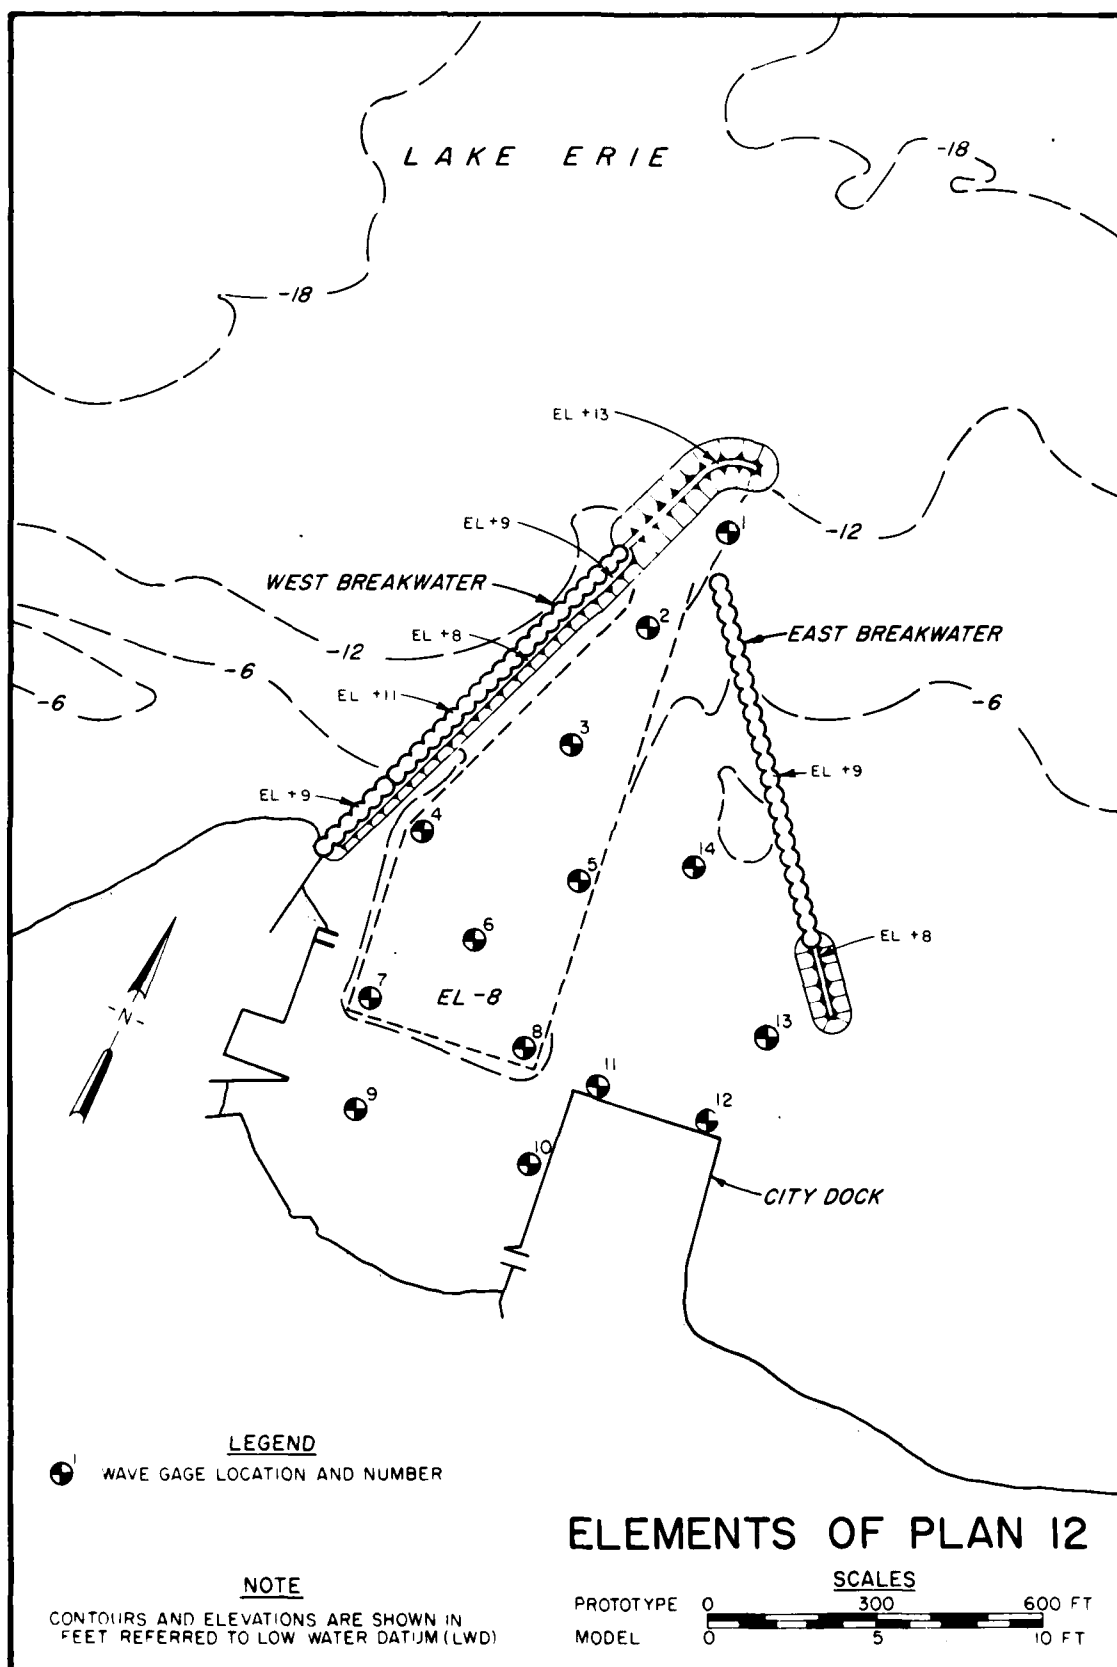 LAKE ERIE
-18
-18
EL +13
EL +9
1
-12
WEST BREAKWATER
2
EL +8
EAST BREAKWATER
-12
-6
EL +11
-6
-6
3
EL +9
EL +9
4
14
5
6
EL +8
7
EL -8
-N-
8
13
11
9
12
10
CITY DOCK
LEGEND
1
WAVE GAGE LOCATION AND NUMBER
ELEMENTS OF PLAN 12
NOTE
CONTOURS AND ELEVATIONS ARE SHOWN IN
FEET REFERRED TO LOW WATER DATUM (LWD)
SCALES
PROTOTYPE 0 300 600 FT
MODEL 0 5 10 FT